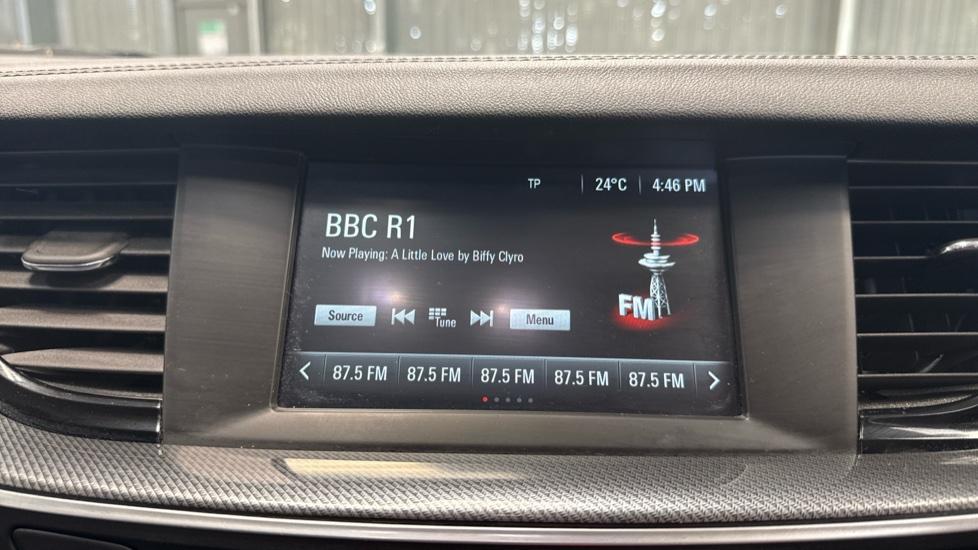 TP 24°C 4:46 PM
BBC R1
Now Playing: A Little Love by Biffy Clyro
FM
Source Tune Menu
87.5 FM 87.5 FM 87.5 FM 87.5 FM 87.5 FM